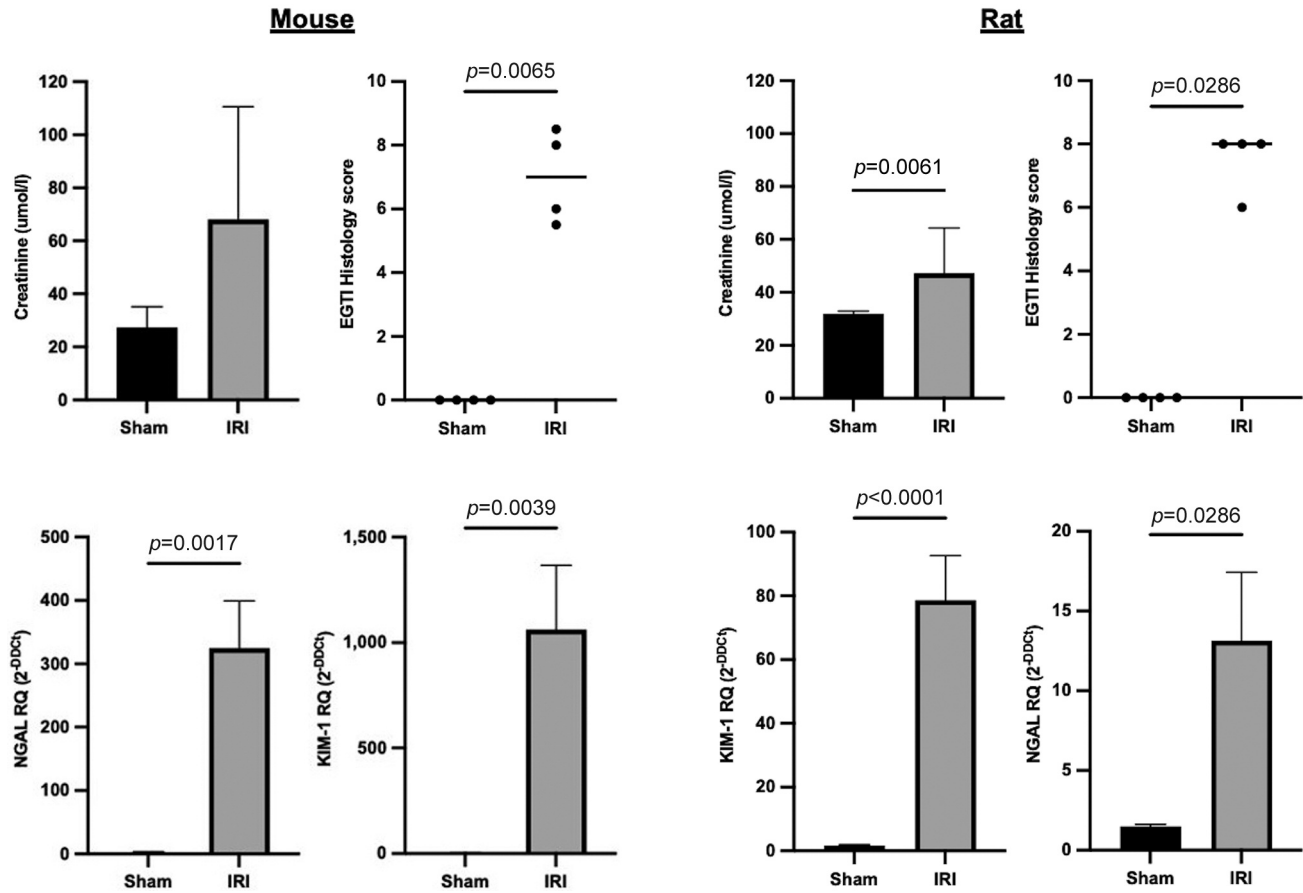 Mouse
Rat
Creatinine (umol/l)
120
100
80
60
40
20
0
Sham
IRI
EGTI Histology score
10
8
6
4
2
0
p=0.0065
Sham
IRI
Creatinine (umol/l)
120
100
80
60
40
20
0
p=0.0061
Sham
IRI
EGTI Histology score
10
8
6
4
2
0
p=0.0286
Sham
IRI
NGAL RQ (2-DDCt)
500
400
300
200
100
0
p=0.0017
Sham
IRI
KIM-1 RQ (2-DDCt)
1,500
1,000
500
0
p=0.0039
Sham
IRI
KIM-1 RQ (2-DDCt)
100
80
60
40
20
0
p<0.0001
Sham
IRI
NGAL RQ (2-DDCt)
20
15
10
5
0
p=0.0286
Sham
IRI